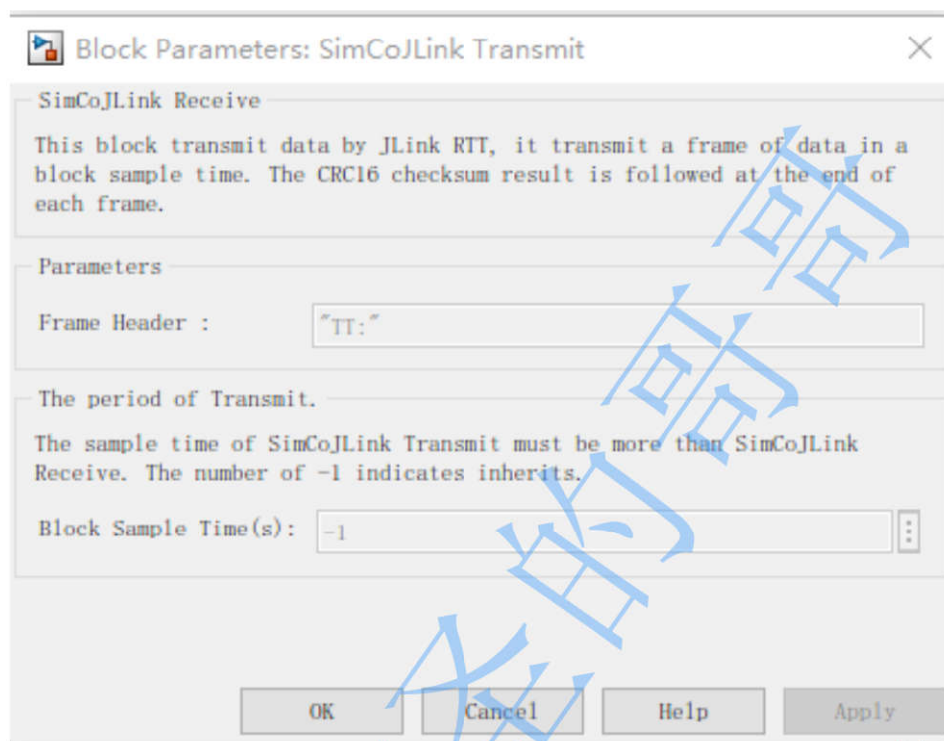 Block Parameters: SimCoJLink Transmit
SimCoJLink Receive
This block transmit data by JLink RTT, it transmit a frame of data in a
block sample time. The CRC16 checksum result is followed at the end of
each frame.
Parameters
Frame Header :
"TT:"
The period of Transmit.
The sample time of SimCoJLink Transmit must be more than SimCoJLink
Receive. The number of -1 indicates inherits.
Block Sample Time(s):
-1
OK
Cancel
Help
Apply
的哥哥